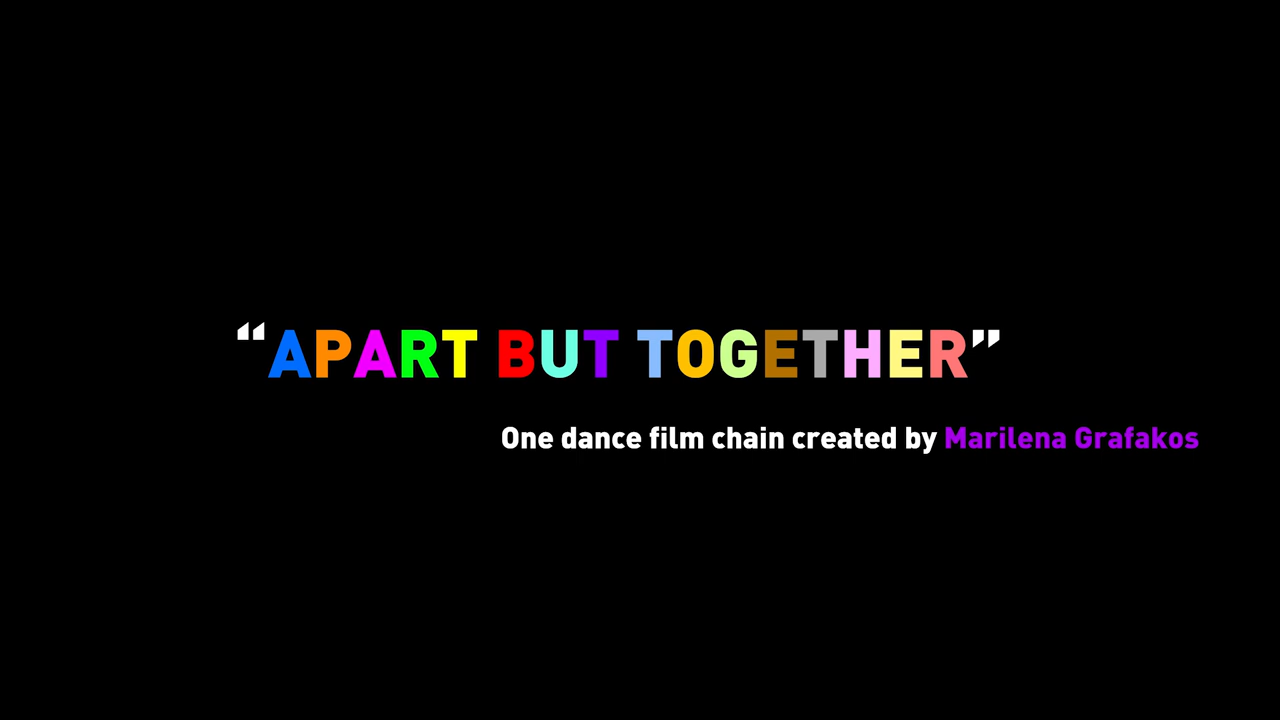 “APART BUT TOGETHER”
One dance film chain created by Marilena Grafakos